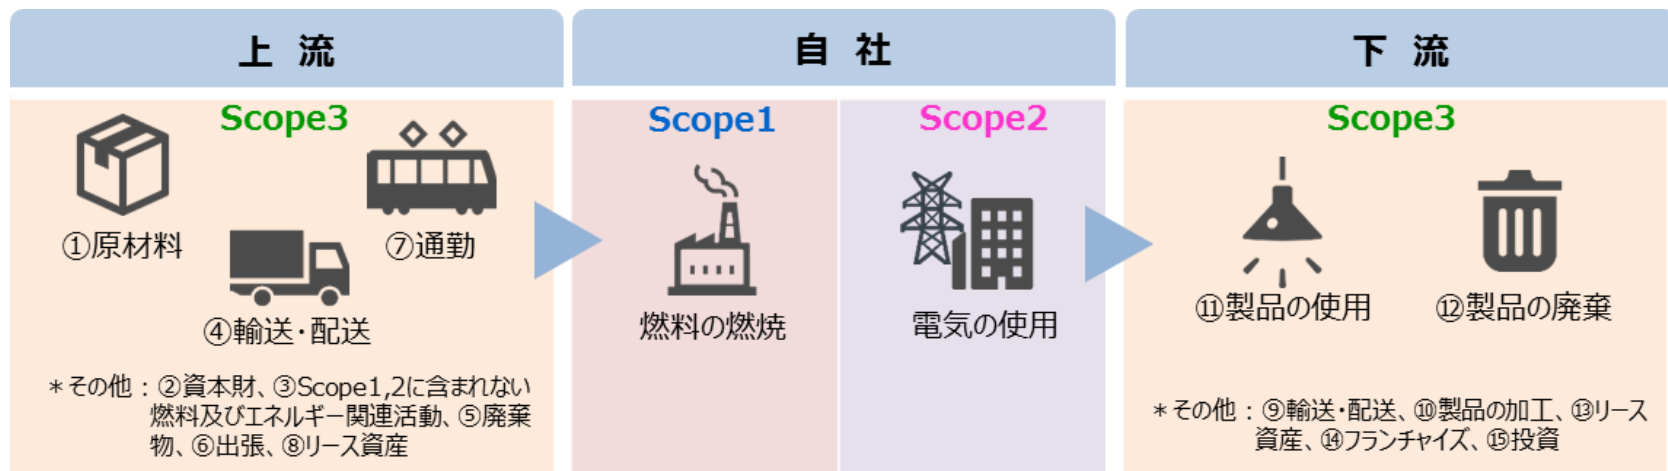 上 流
自 社
下 流
Scope3
①原材料
⑦通勤
④輸送・配送
＊その他：②資本財、③Scope1,2に含まれない
燃料及びエネルギー関連活動、⑤廃棄
物、⑥出張、⑧リース資産
Scope1
燃料の燃焼
Scope2
電気の使用
Scope3
⑪製品の使用
⑫製品の廃棄
＊その他：⑨輸送・配送、⑩製品の加工、⑬リース
資産、⑭フランチャイズ、⑮投資